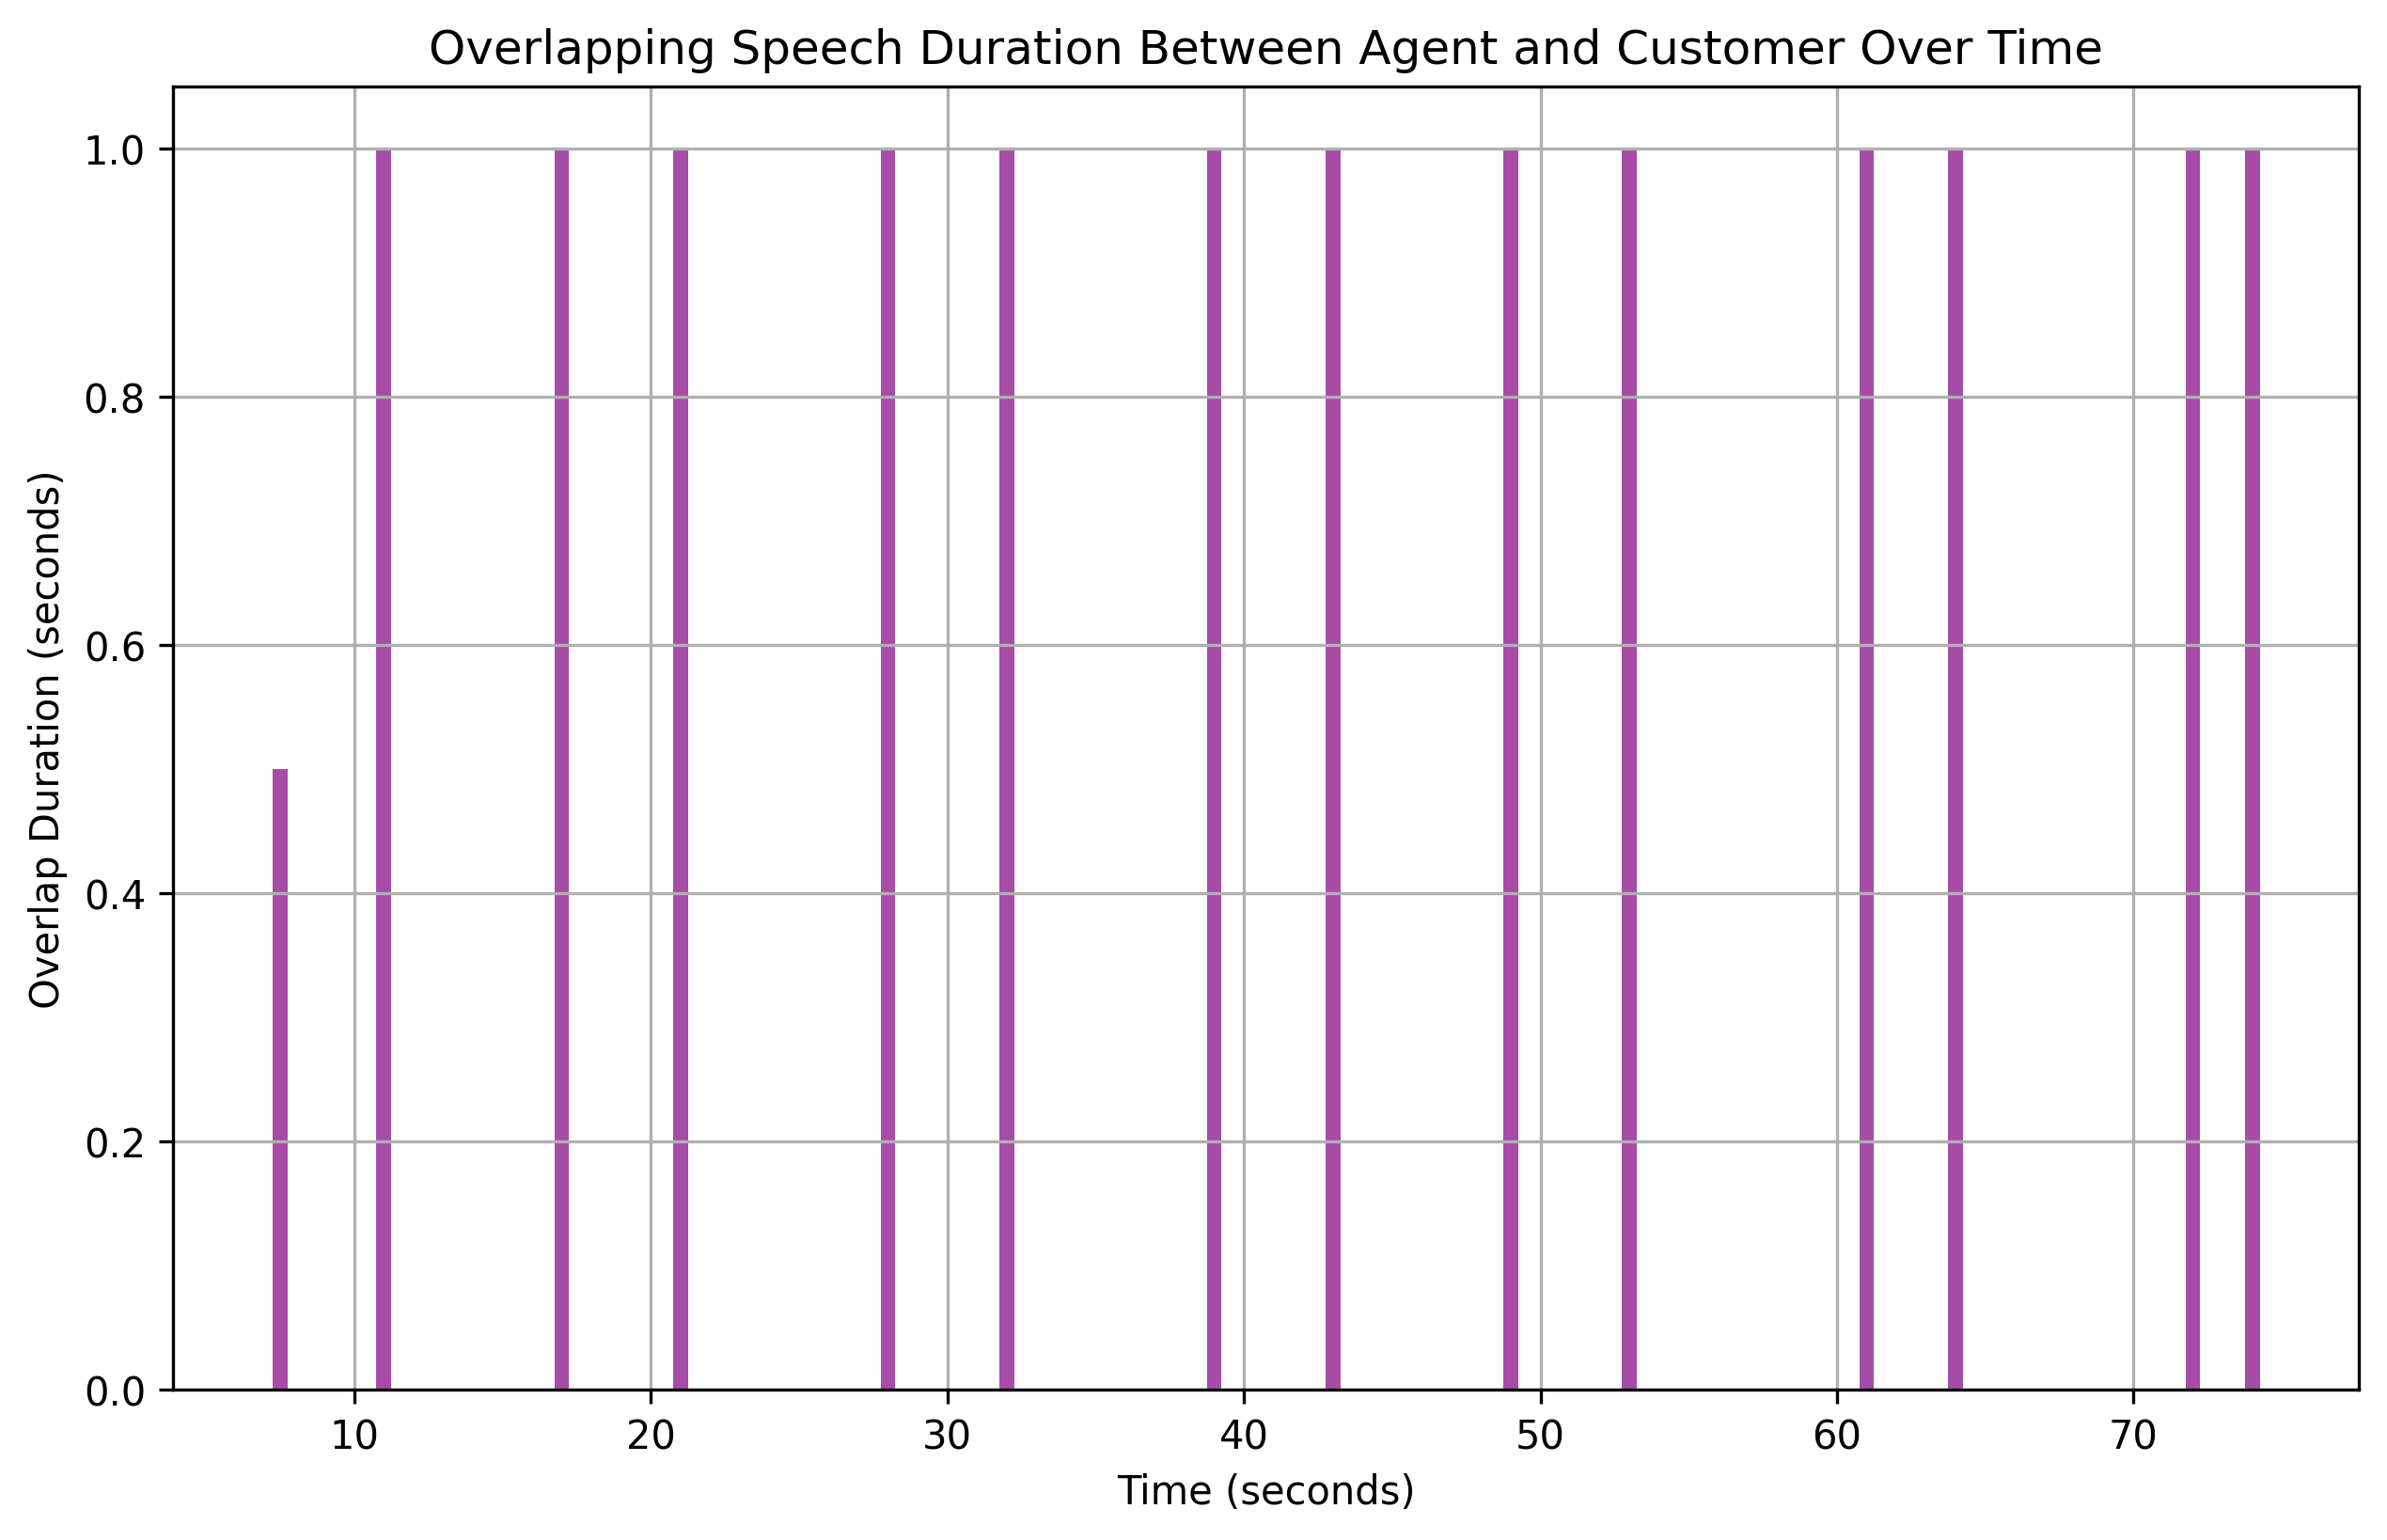 Overlapping Speech Duration Between Agent and Customer Over Time
Overlap Duration (seconds)
1.0
0.8
0.6
0.4
0.2
0.0
10 20 30 40 50 60 70
Time (seconds)